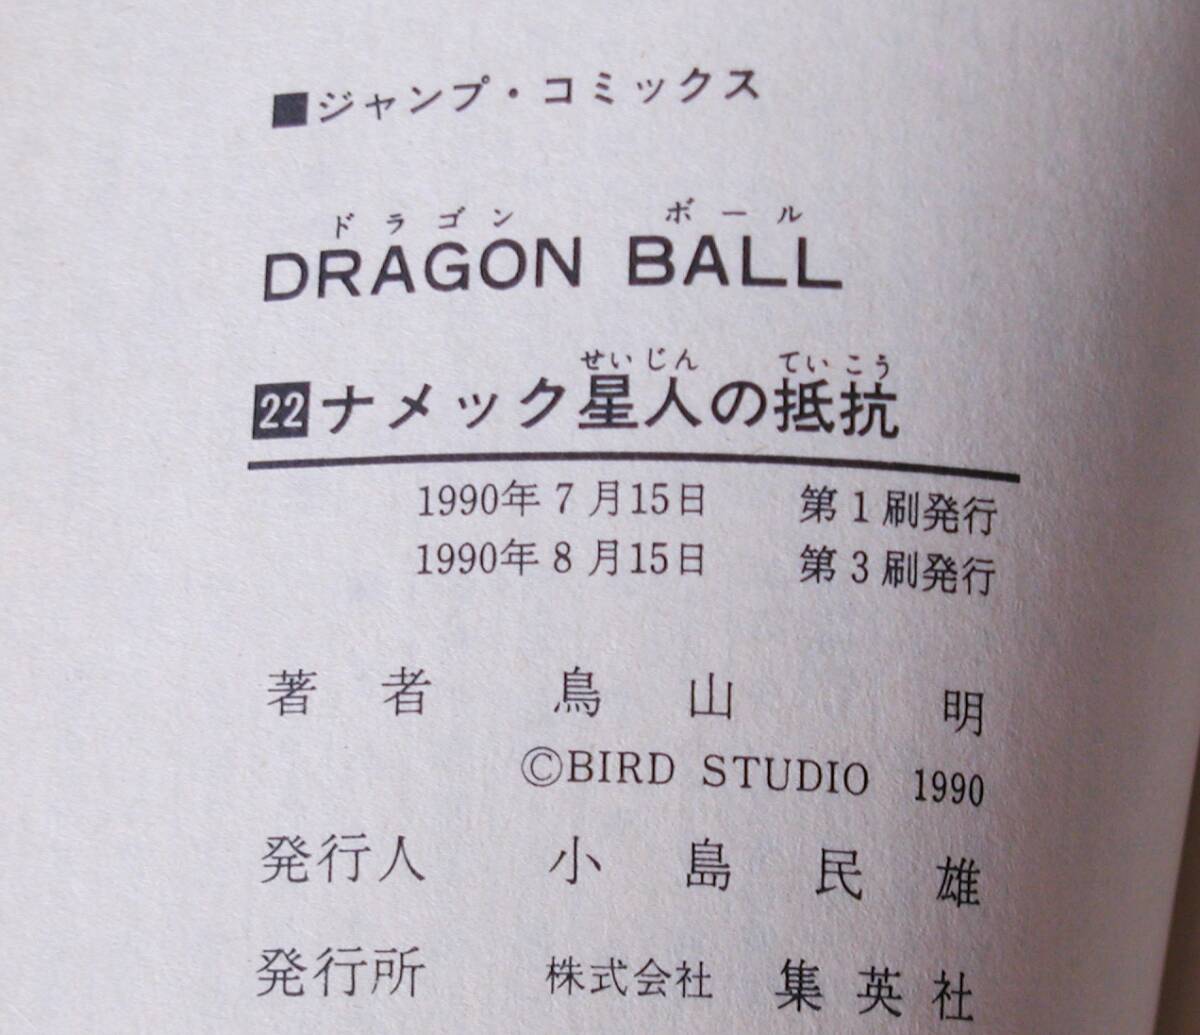 ■ジャンプ・コミックス
ドラゴン ボール
DRAGON BALL
せいじん ていこう
22ナメック星人の抵抗
1990年7月15日 第1刷発行
1990年8月15日 第3刷発行
著者 鳥山 明
©BIRD STUDIO 1990
発行人 小島民雄
発行所 株式会社 集英社